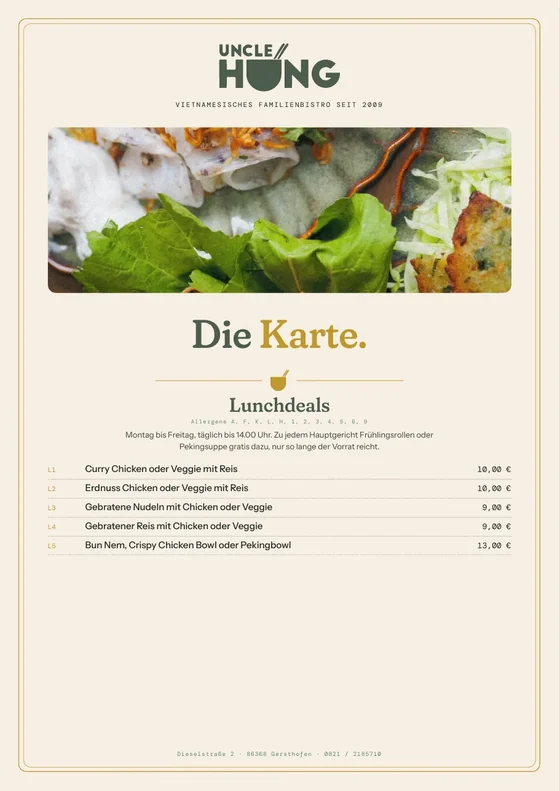 UNCLE
HUNG
VIETNAMESISCHES FAMILIENBISTRO SEIT 2009
Die Karte.
Lunchdeals
Allergene A, F, K, L, H, 1, 2, 3, 4, 5, 8, 9
Montag bis Freitag, täglich bis 14.00 Uhr. Zu jedem Hauptgericht Frühlingsrollen oder
Pekingsuppe gratis dazu, nur so lange der Vorrat reicht.
L1 Curry Chicken oder Veggie mit Reis 10,00 €
L2 Erdnuss Chicken oder Veggie mit Reis 10,00 €
L3 Gebratene Nudeln mit Chicken oder Veggie 9,00 €
L4 Gebratener Reis mit Chicken oder Veggie 9,00 €
L5 Bun Nem, Crispy Chicken Bowl oder Pekingbowl 13,00 €
Dieselstraße 2 · 86368 Gersthofen · 0821 / 2185710